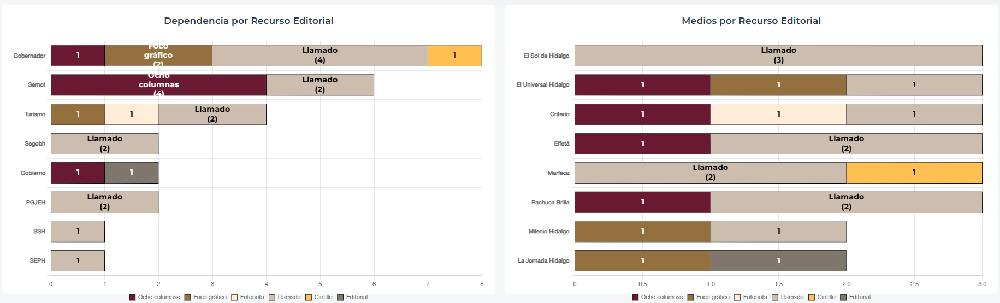 Dependencia por Recurso Editorial
Gobernador
1
Foco
gráfico
(2)
Llamado
(4)
1
Semot
Ocho
columnas
(4)
Llamado
(2)
Turismo
1
1
Llamado
(2)
Segobh
Llamado
(2)
Gobierno
1
1
PGJEH
Llamado
(2)
SSH
1
SEPH
1
0 1 2 3 4 5 6 7 8
Ocho columnas Foco gráfico Fotonota Llamado Cintillo Editorial
Medios por Recurso Editorial
El Sol de Hidalgo
Llamado
(3)
El Universal Hidalgo
1
1
1
Criterio
1
1
1
Effetá
1
Llamado
(2)
Marfeca
Llamado
(2)
1
Pachuca Brilla
1
Llamado
(2)
Milenio Hidalgo
1
1
La Jornada Hidalgo
1
1
0 0.5 1.0 1.5 2.0 2.5 3.0
Ocho columnas Foco gráfico Fotonota Llamado Cintillo Editorial